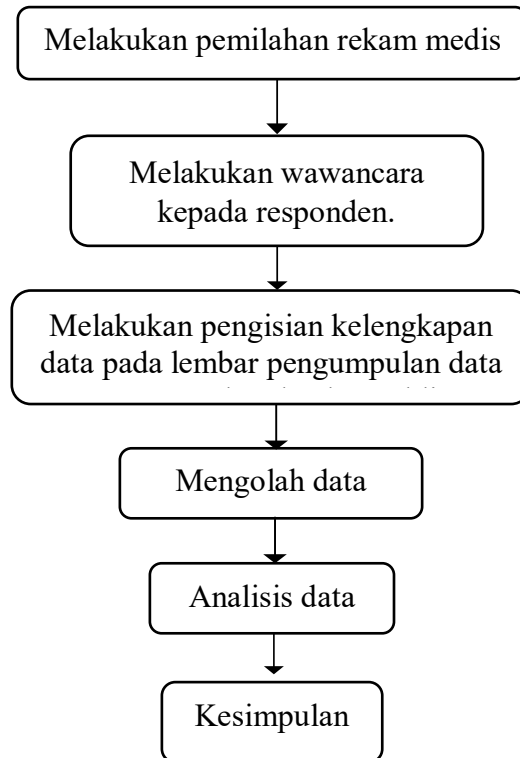 Melakukan pemilahan rekam medis
Melakukan wawancara
kepada responden.
Melakukan pengisian kelengkapan
data pada lembar pengumpulan data
Mengolah data
Analisis data
Kesimpulan